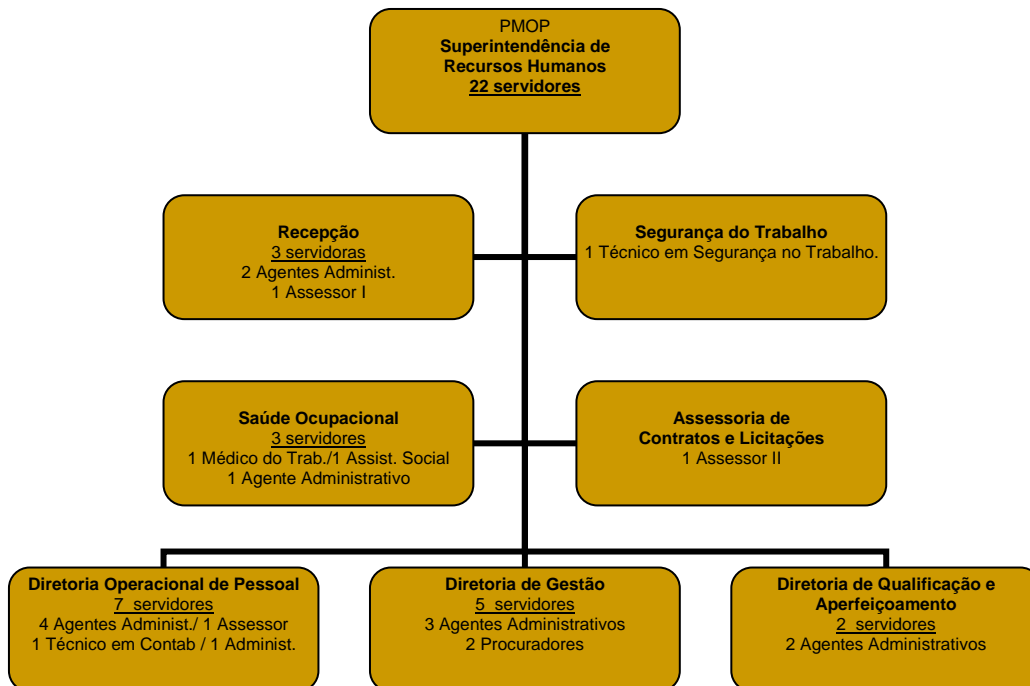 PMOP
Superintendência de
Recursos Humanos
22 servidores
Recepção
3 servidoras
2 Agentes Administ.
1 Assessor I
Segurança do Trabalho
1 Técnico em Segurança no Trabalho.
Saúde Ocupacional
3 servidores
1 Médico do Trab./1 Assist. Social
1 Agente Administrativo
Assessoria de
Contratos e Licitações
1 Assessor II
Diretoria Operacional de Pessoal
7 servidores
4 Agentes Administ./ 1 Assessor
1 Técnico em Contab / 1 Administ.
Diretoria de Gestão
5 servidores
3 Agentes Administrativos
2 Procuradores
Diretoria de Qualificação e
Aperfeiçoamento
2 servidores
2 Agentes Administrativos